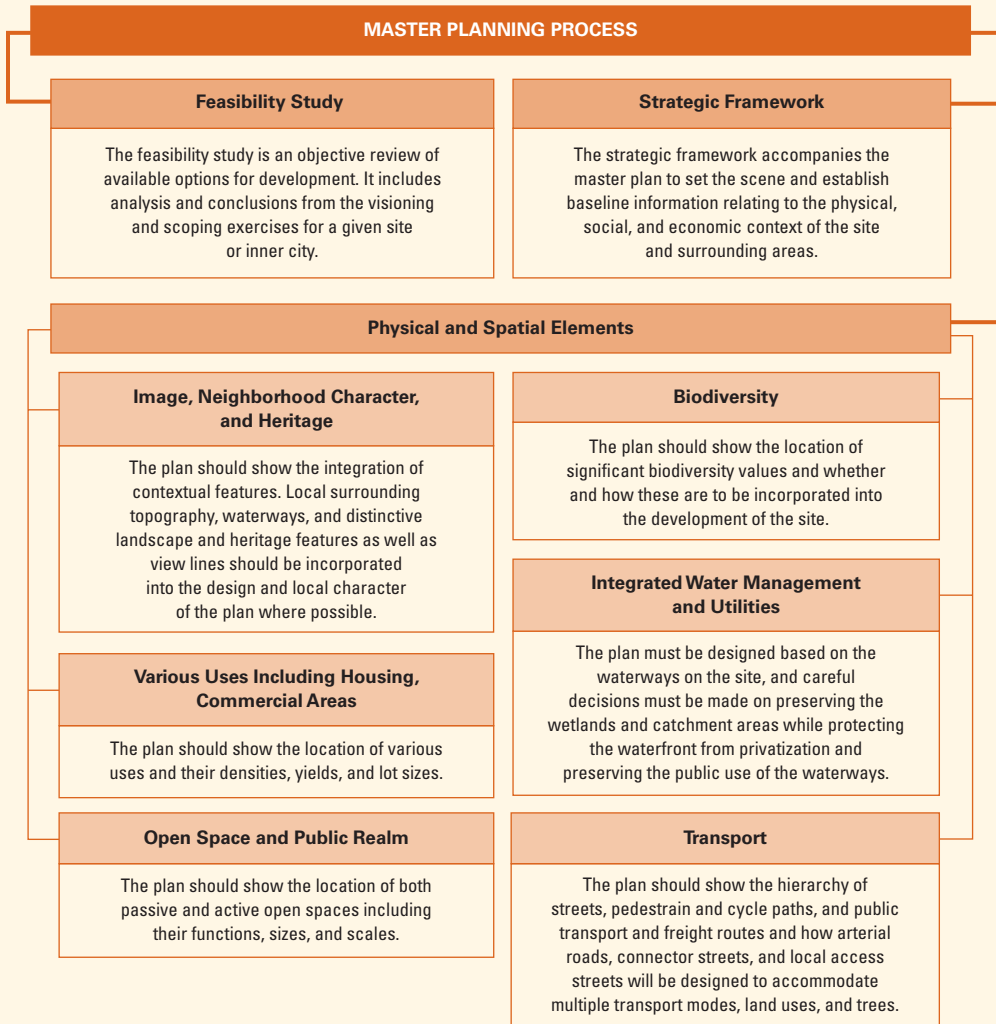 MASTER PLANNING PROCESS
Feasibility Study
The feasibility study is an objective review of
available options for development. It includes
analysis and conclusions from the visioning
and scoping exercises for a given site
or inner city.
Strategic Framework
The strategic framework accompanies the
master plan to set the scene and establish
baseline information relating to the physical,
social, and economic context of the site
and surrounding areas.
Physical and Spatial Elements
Image, Neighborhood Character,
and Heritage
The plan should show the integration of
contextual features. Local surrounding
topography, waterways, and distinctive
landscape and heritage features as well as
view lines should be incorporated
into the design and local character
of the plan where possible.
Various Uses Including Housing,
Commercial Areas
The plan should show the location of various
uses and their densities, yields, and lot sizes.
Open Space and Public Realm
The plan should show the location of both
passive and active open spaces including
their functions, sizes, and scales.
Biodiversity
The plan should show the location of
significant biodiversity values and whether
and how these are to be incorporated into
the development of the site.
Integrated Water Management
and Utilities
The plan must be designed based on the
waterways on the site, and careful
decisions must be made on preserving the
wetlands and catchment areas while protecting
the waterfront from privatization and
preserving the public use of the waterways.
Transport
The plan should show the hierarchy of
streets, pedestrain and cycle paths, and public
transport and freight routes and how arterial
roads, connector streets, and local access
streets will be designed to accommodate
multiple transport modes, land uses, and trees.